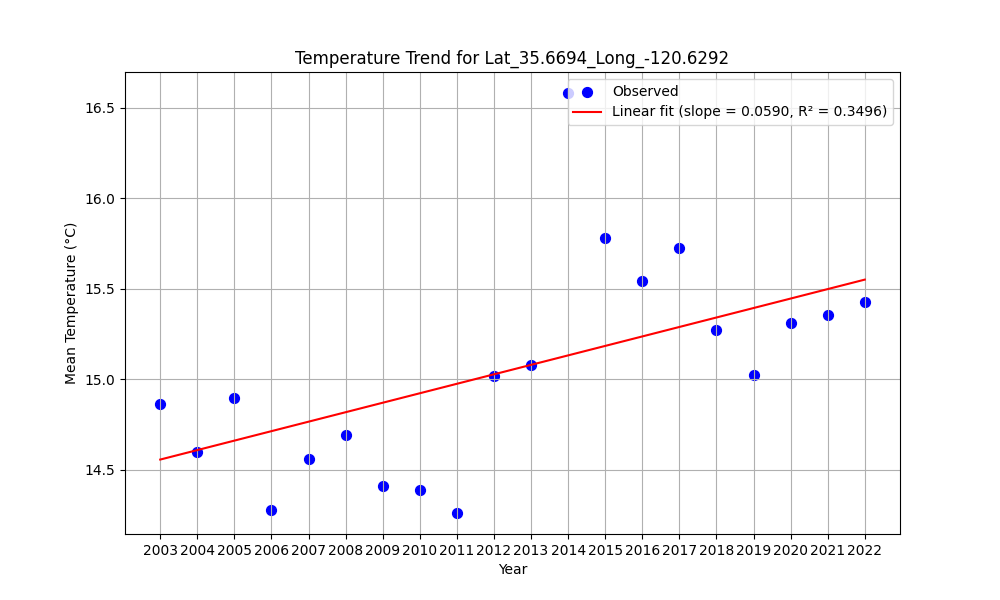 Temperature Trend for Lat_35.6694_Long_-120.6292
Observed
Linear fit (slope = 0.0590, R² = 0.3496)
16.5
16.0
15.5
15.0
14.5
Mean Temperature (°C)
2003 2004 2005 2006 2007 2008 2009 2010 2011 2012 2013 2014 2015 2016 2017 2018 2019 2020 2021 2022
Year